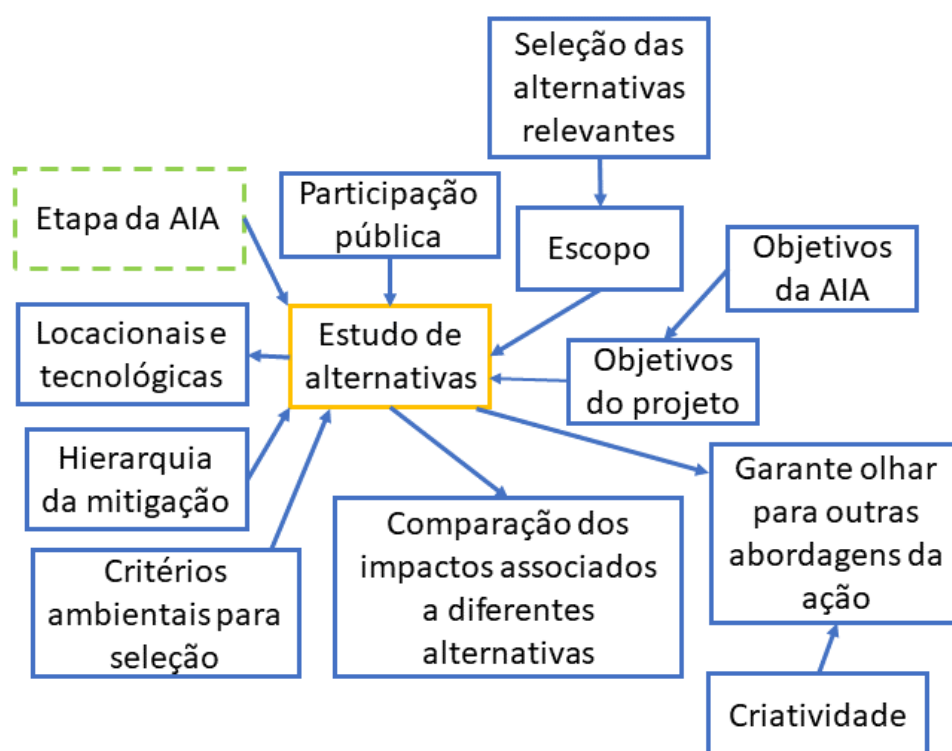 Seleção das
alternativas
relevantes
Etapa da AIA
Participação
pública
Escopo
Objetivos
da AIA
Locacionais e
tecnológicas
Estudo de
alternativas
Objetivos
do projeto
Hierarquia
da mitigação
Garante olhar
para outras
abordagens da
ação
Critérios
ambientais para
seleção
Comparação dos
impactos associados
a diferentes
alternativas
Criatividade